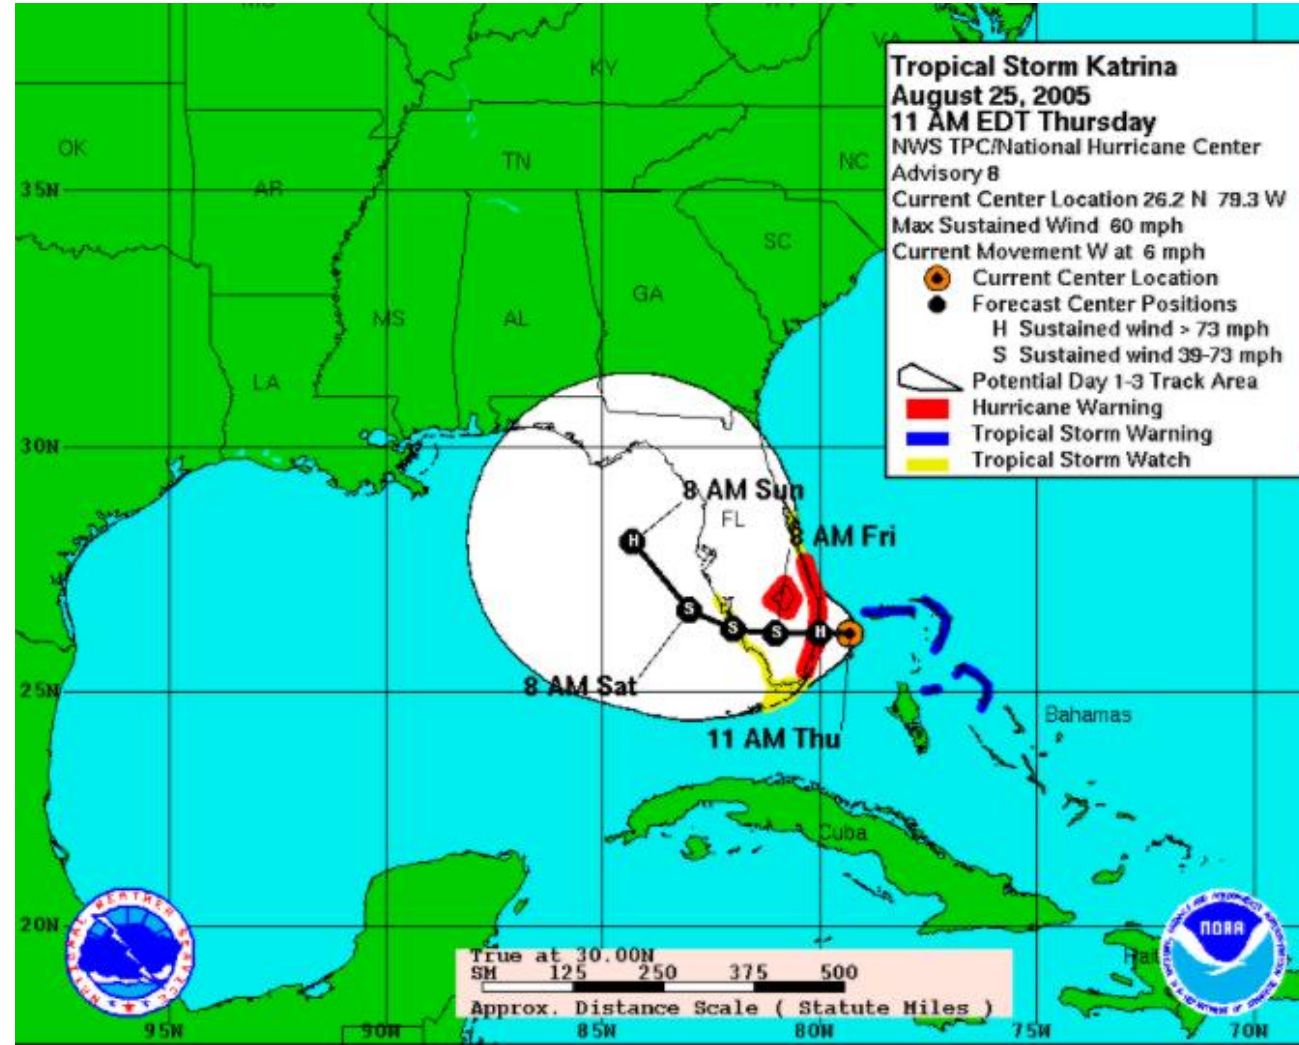 Tropical Storm Katrina
August 25, 2005
11 AM EDT Thursday
NWS TPC/National Hurricane Center
Advisory 8
Current Center Location 26.2 N 79.3 W
Max Sustained Wind 60 mph
Current Movement W at 6 mph
Current Center Location
Forecast Center Positions
H Sustained wind > 73 mph
S Sustained wind 39-73 mph
Potential Day 1-3 Track Area
Hurricane Warning
Tropical Storm Warning
Tropical Storm Watch
MO
KY
VA
OK
TN
NC
AR
35N
SC
GA
MS
AL
LA
30N
8 AM Sun
FL
8 AM Fri
H
S
S
S
H
8 AM Sat
25N
11 AM Thu
Bahamas
Cuba
20N
NATIONAL WEATHER SERVICE
NOAA
True at 30.00N
SM 125 250 375 500
Approx. Distance Scale ( Statute Miles )
95W 90W 85W 80W 75W 70W